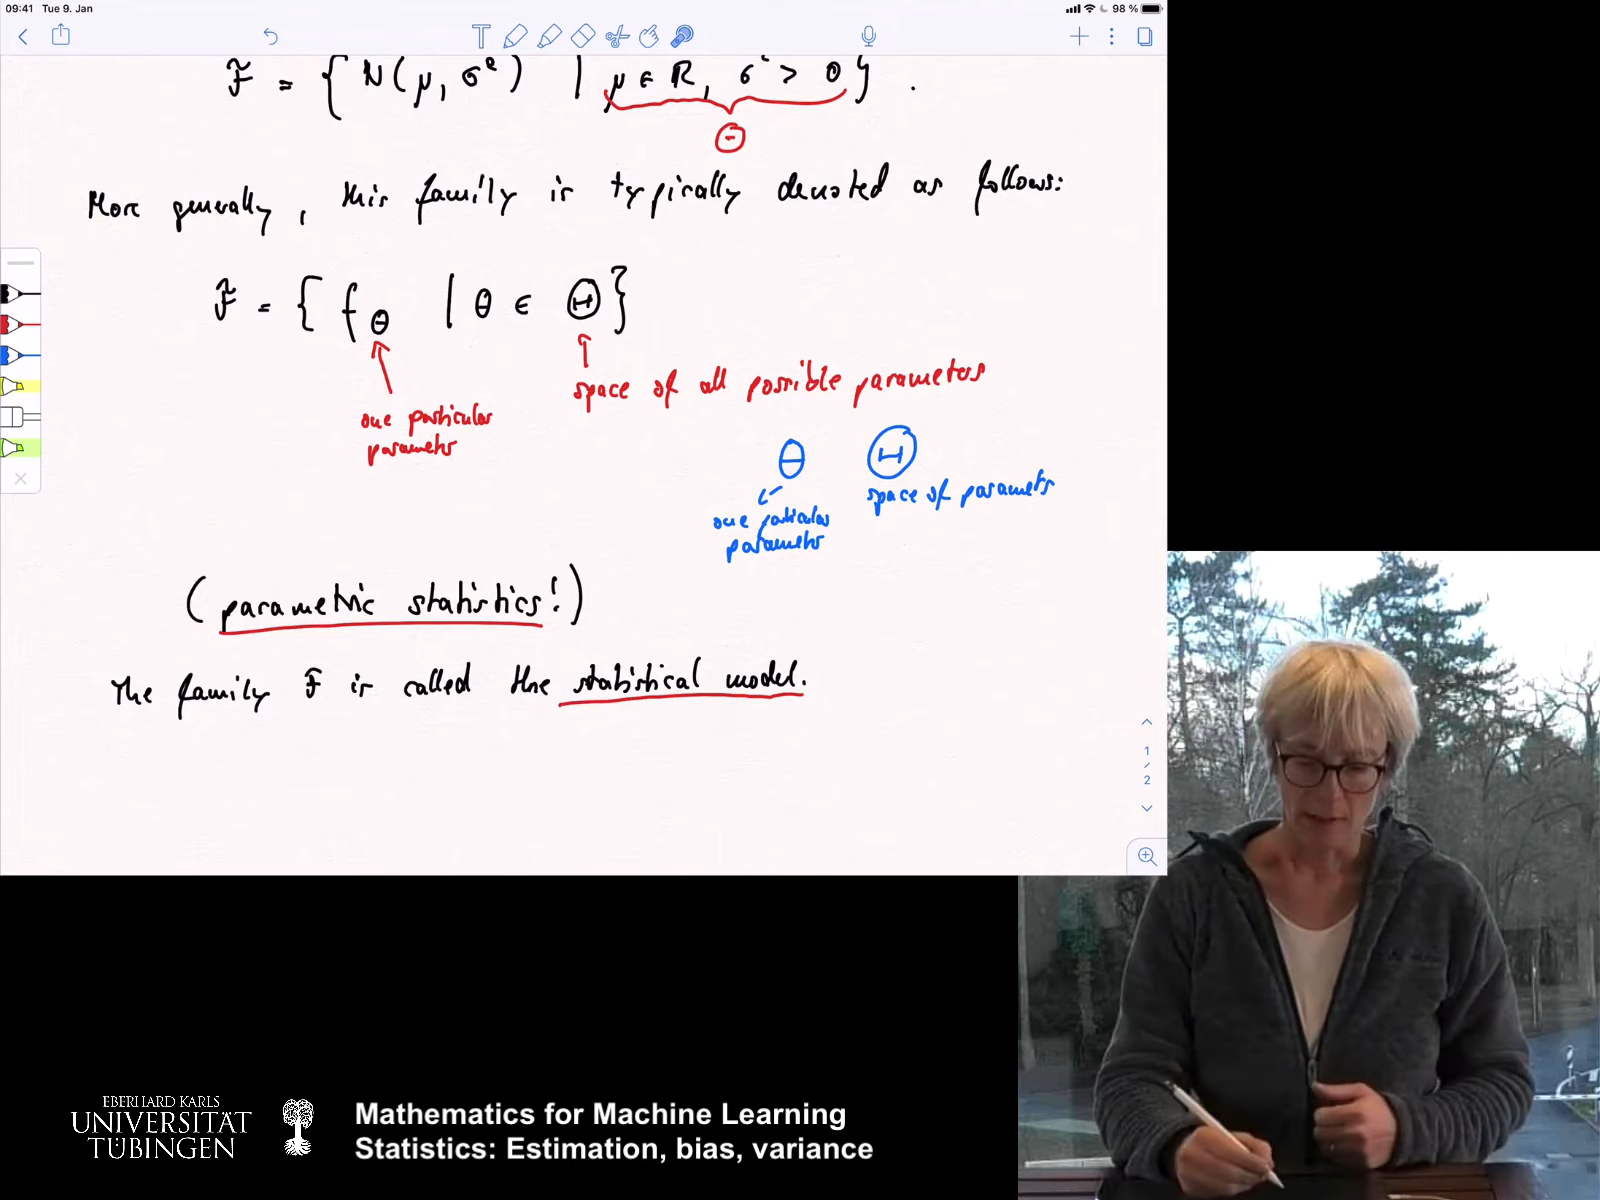 09:41 Tue 9. Jan
98 %
F = { N(μ, σ²) | μ ∈ R, σ² > 0 } .
Θ
More generally, this family is typically denoted as follows:
F = { f_θ | θ ∈ Θ }
space of all possible parameters
one particular
parameter
θ Θ
space of parameters
one particular
parameter
(parametric statistics!)
The family F is called the statistical model.
1
/
2
EBERHARD KARLS
UNIVERSITÄT
TÜBINGEN
Mathematics for Machine Learning
Statistics: Estimation, bias, variance